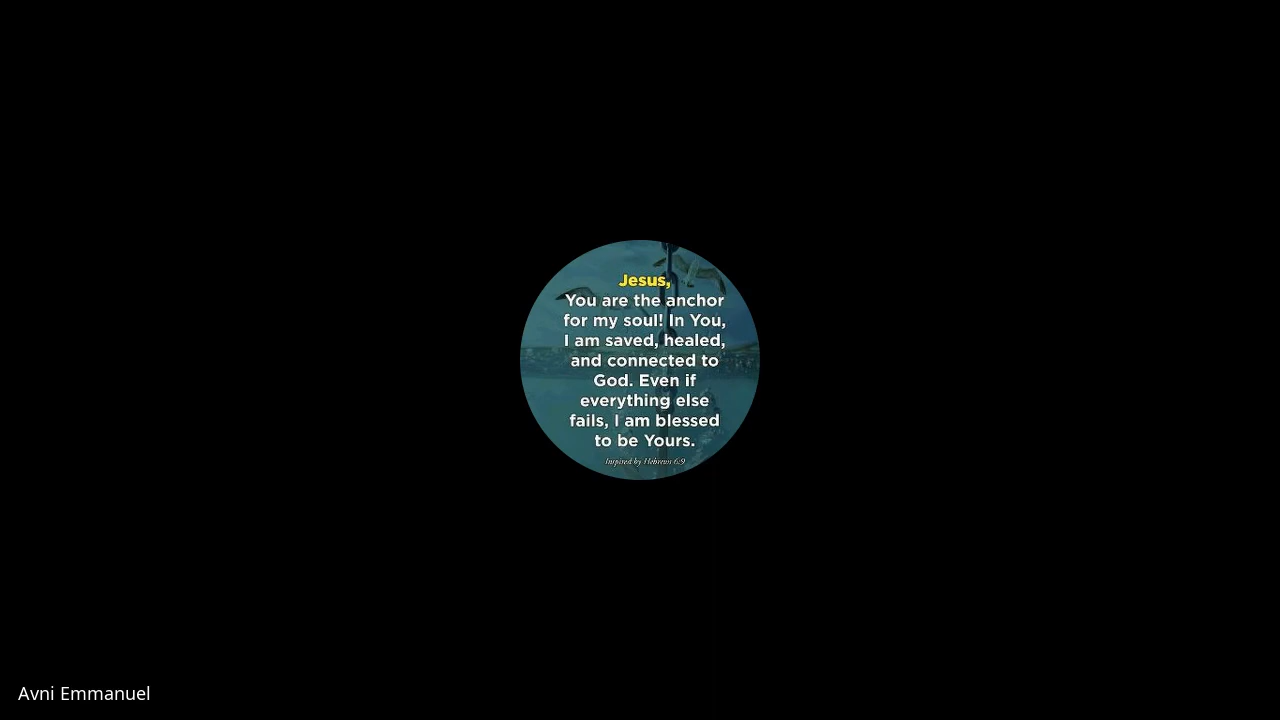 Jesus,
You are the anchor
for my soul! In You,
I am saved, healed,
and connected to
God. Even if
everything else
fails, I am blessed
to be Yours.
Inspired by Hebrews 6:9
Avni Emmanuel